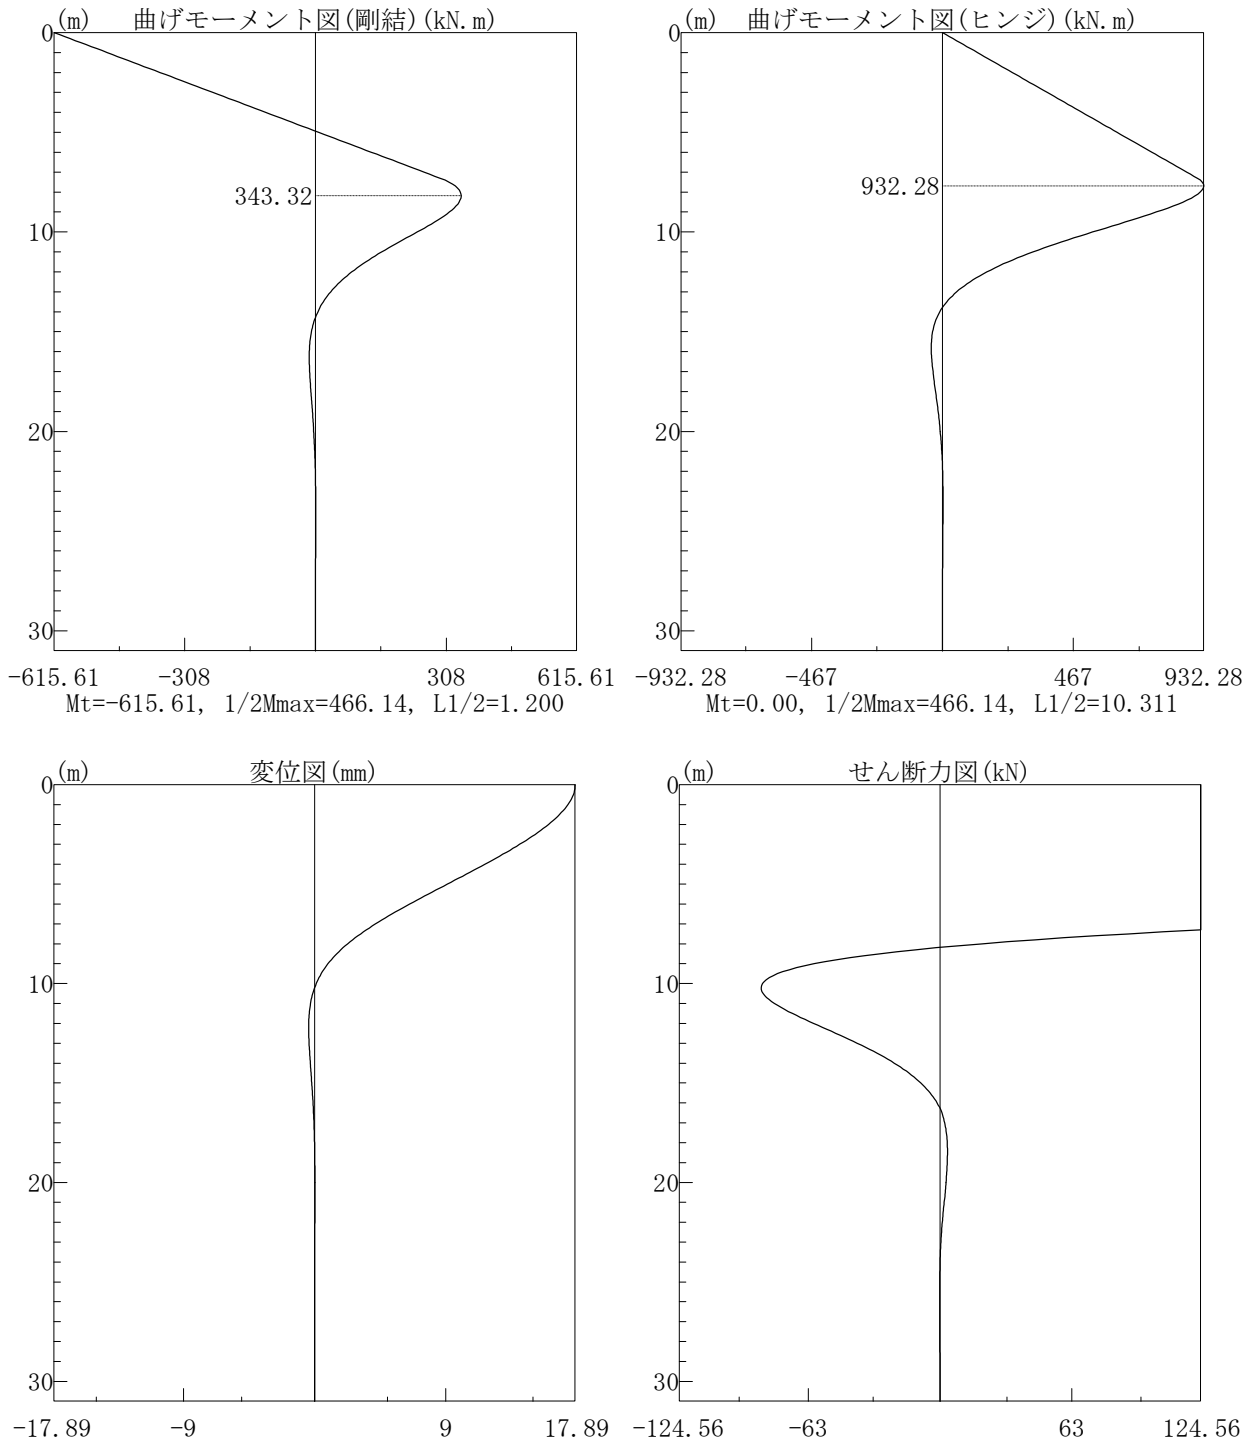 (m) 曲げモーメント図(剛結)(kN.m)
0
343.32
10
20
30
-615.61 -308 308 615.61
Mt=-615.61, 1/2Mmax=466.14, L1/2=1.200
(m) 曲げモーメント図(ヒンジ)(kN.m)
0
932.28
10
20
30
-932.28 -467 467 932.28
Mt=0.00, 1/2Mmax=466.14, L1/2=10.311
(m) 変位図(mm)
0
10
20
30
-17.89 -9 9 17.89
(m) せん断力図(kN)
0
10
20
30
-124.56 -63 63 124.56